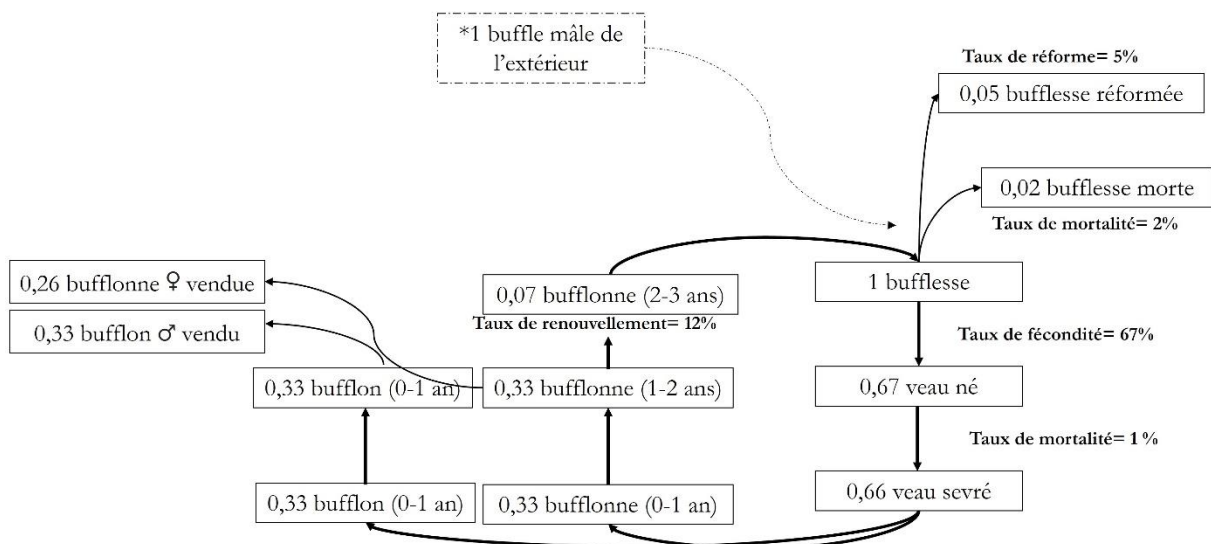 *1 buffle mâle de
l'extérieur
Taux de réforme= 5%
0,05 bufflesse réformée
0,02 bufflesse morte
Taux de mortalité= 2%
0,26 bufflonne ♀ vendue
0,07 bufflonne (2-3 ans)
1 bufflesse
Taux de renouvellement= 12%
0,33 bufflon ♂ vendu
Taux de fécondité= 67%
0,33 bufflon (0-1 an)
0,33 bufflonne (1-2 ans)
0,67 veau né
Taux de mortalité= 1%
0,33 bufflon (0-1 an)
0,33 bufflonne (0-1 an)
0,66 veau sevré